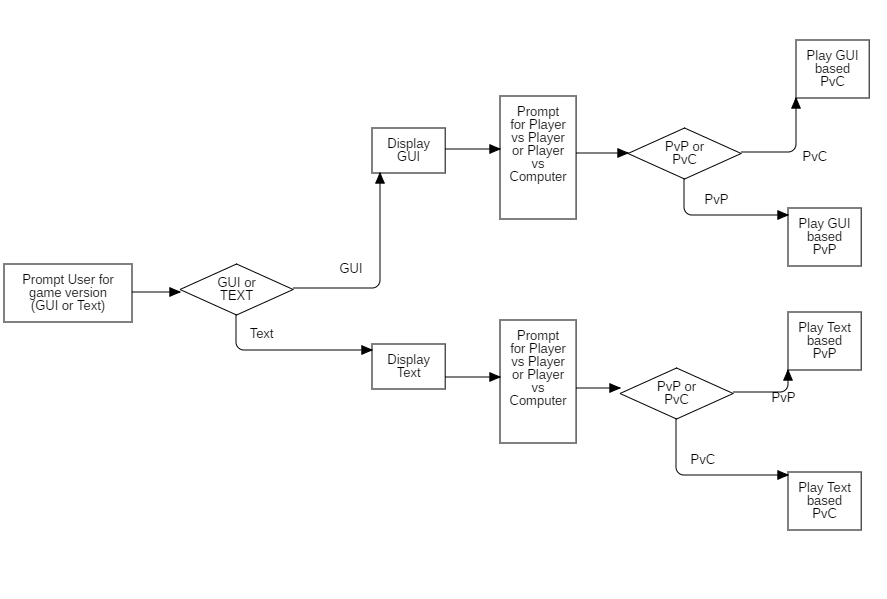 Prompt User for
game version
(GUI or Text)
GUI or
TEXT
GUI
Text
Display
GUI
Prompt
for Player
vs Player
or Player
vs
Computer
PvP or
PvC
PvC
PvP
Play GUI
based
PvC
Play GUI
based
PvP
Display
Text
Prompt
for Player
vs Player
or Player
vs
Computer
PvP or
PvC
PvP
PvC
Play Text
based
PvP
Play Text
based
PvC